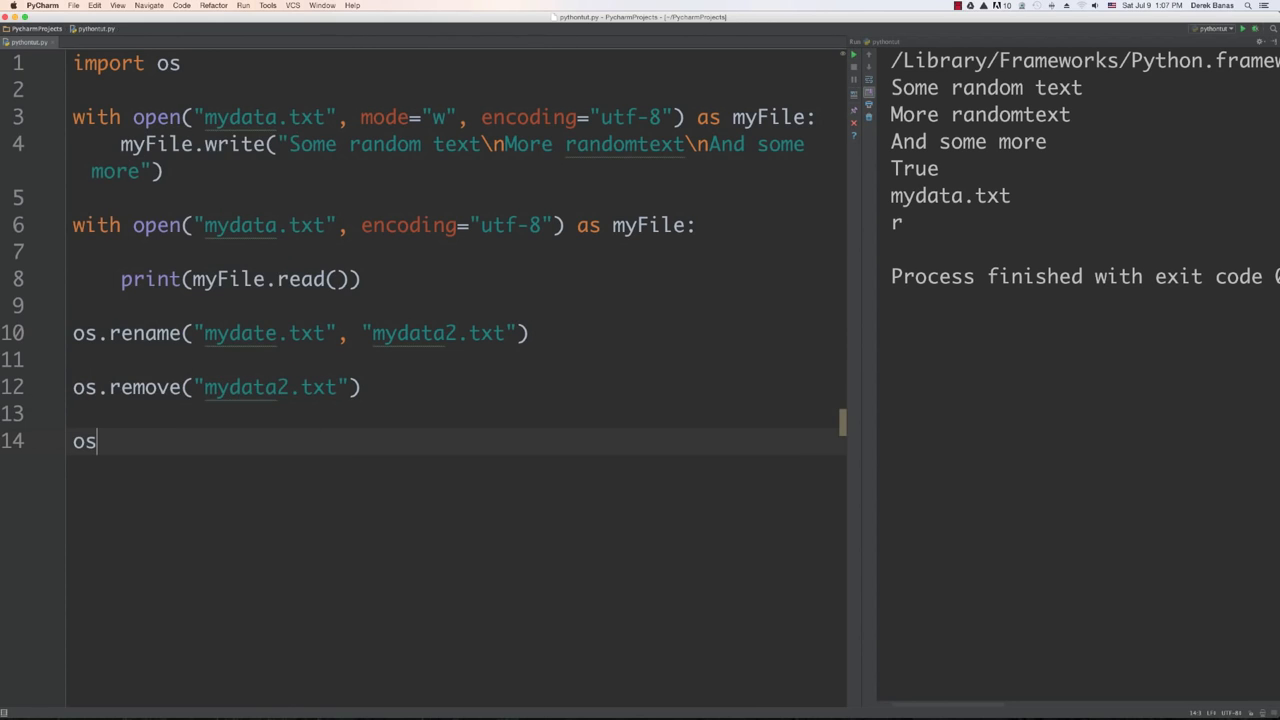 PyCharm File Edit View Navigate Code Refactor Run Tools VCS Window Help
10
Sat Jul 9 1:07 PM Derek Banas
pythontut.py - PycharmProjects - [~/PycharmProjects]
PycharmProjects pythontut.py
pythontut
pythontut.py
Run pythontut
1 import os
2
3 with open("mydata.txt", mode="w", encoding="utf-8") as myFile:
4 myFile.write("Some random text\nMore randomtext\nAnd some
more")
5
6 with open("mydata.txt", encoding="utf-8") as myFile:
7
8 print(myFile.read())
9
10 os.rename("mydate.txt", "mydata2.txt")
11
12 os.remove("mydata2.txt")
13
14 os
/Library/Frameworks/Python.framew
Some random text
More randomtext
And some more
True
mydata.txt
r
Process finished with exit code 0
14:3 LF÷ UTF-8÷